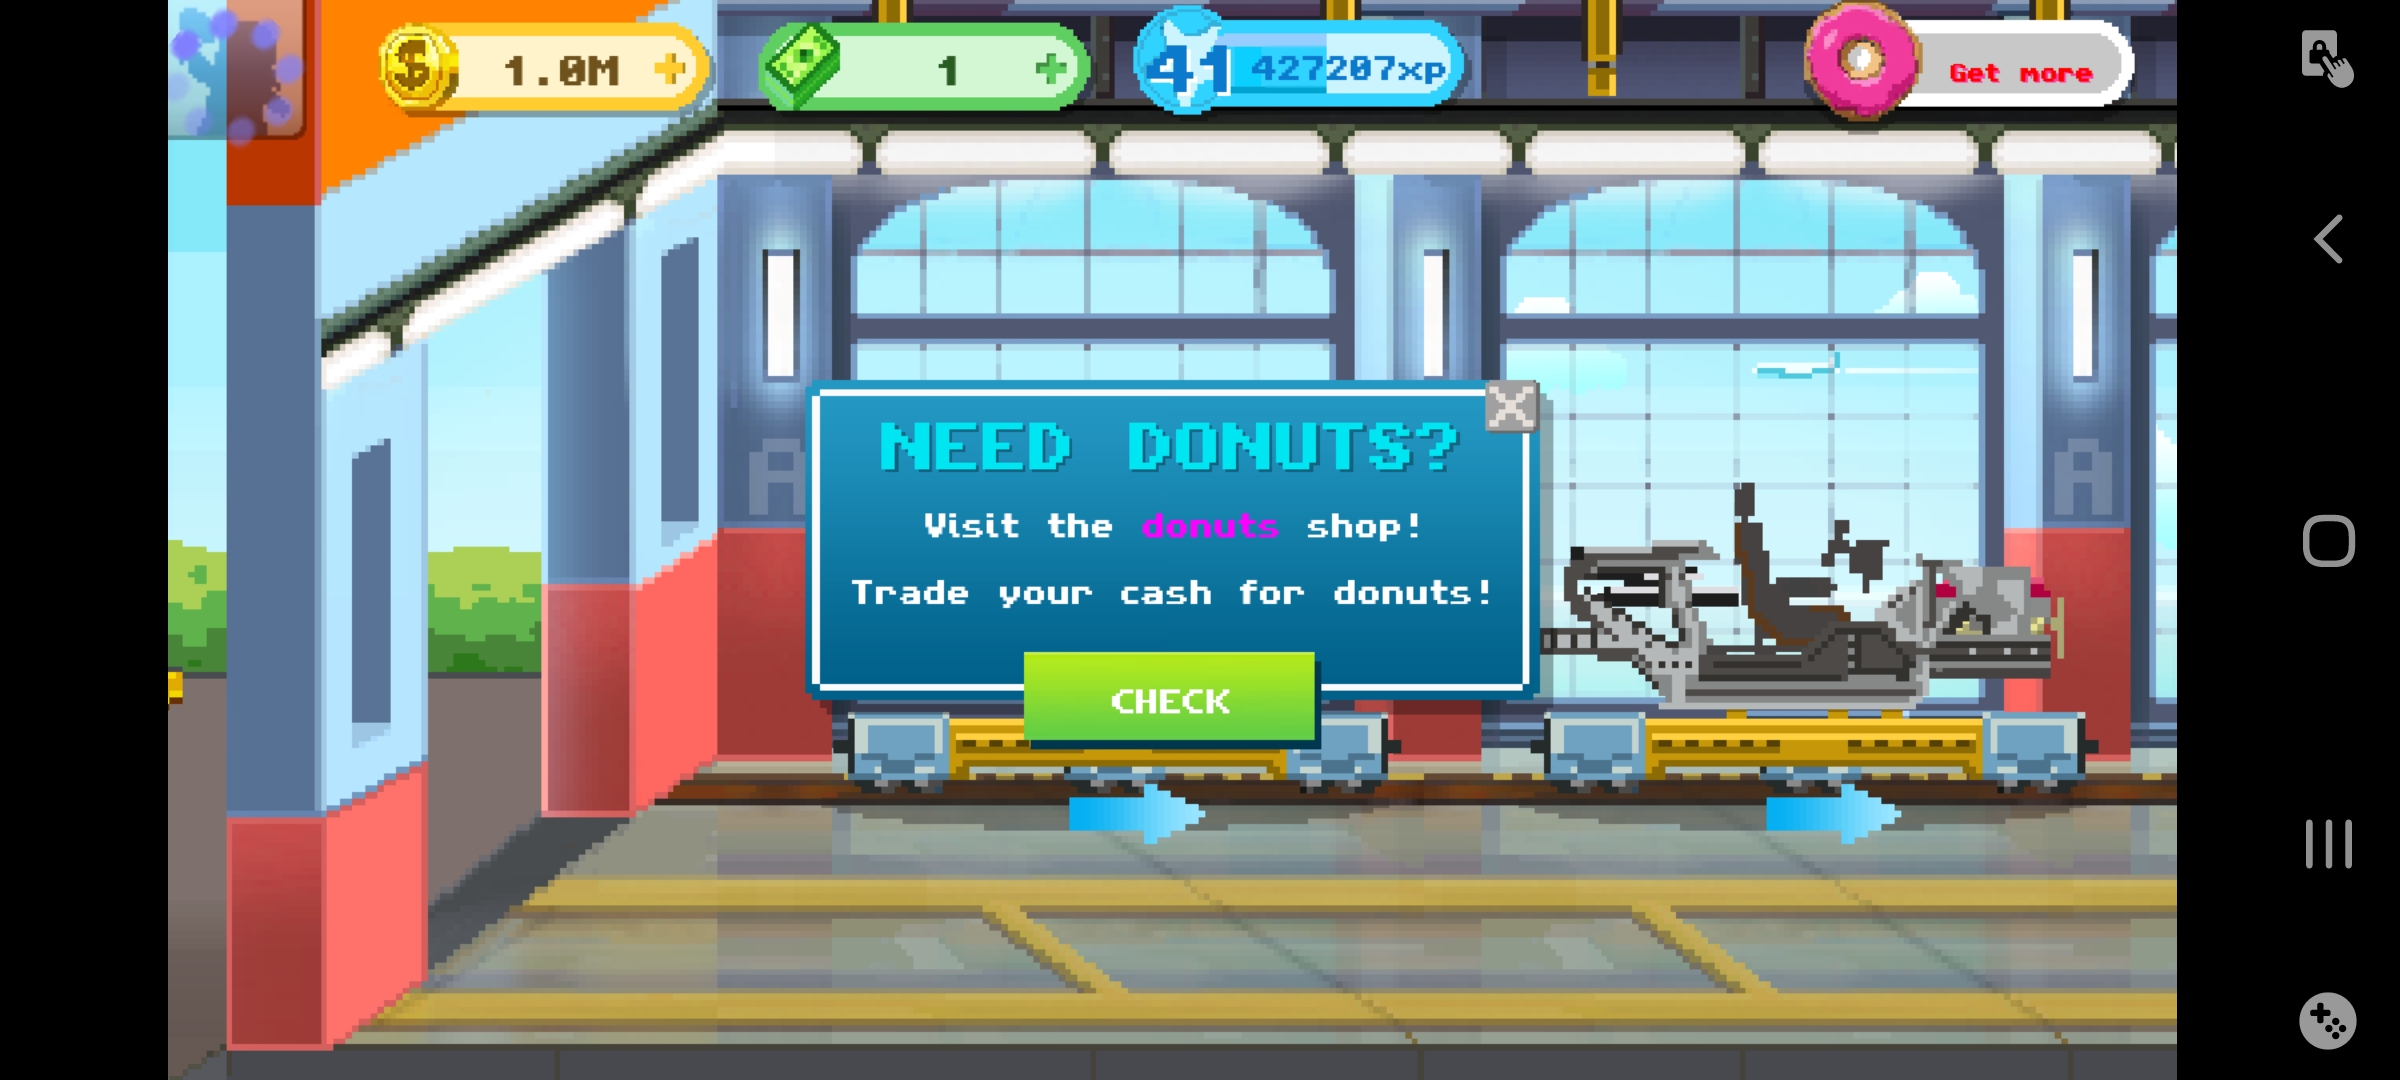 1.0M
1
41 427207xp
Get more
NEED DONUTS?
Visit the donuts shop!
Trade your cash for donuts!
CHECK
A
A